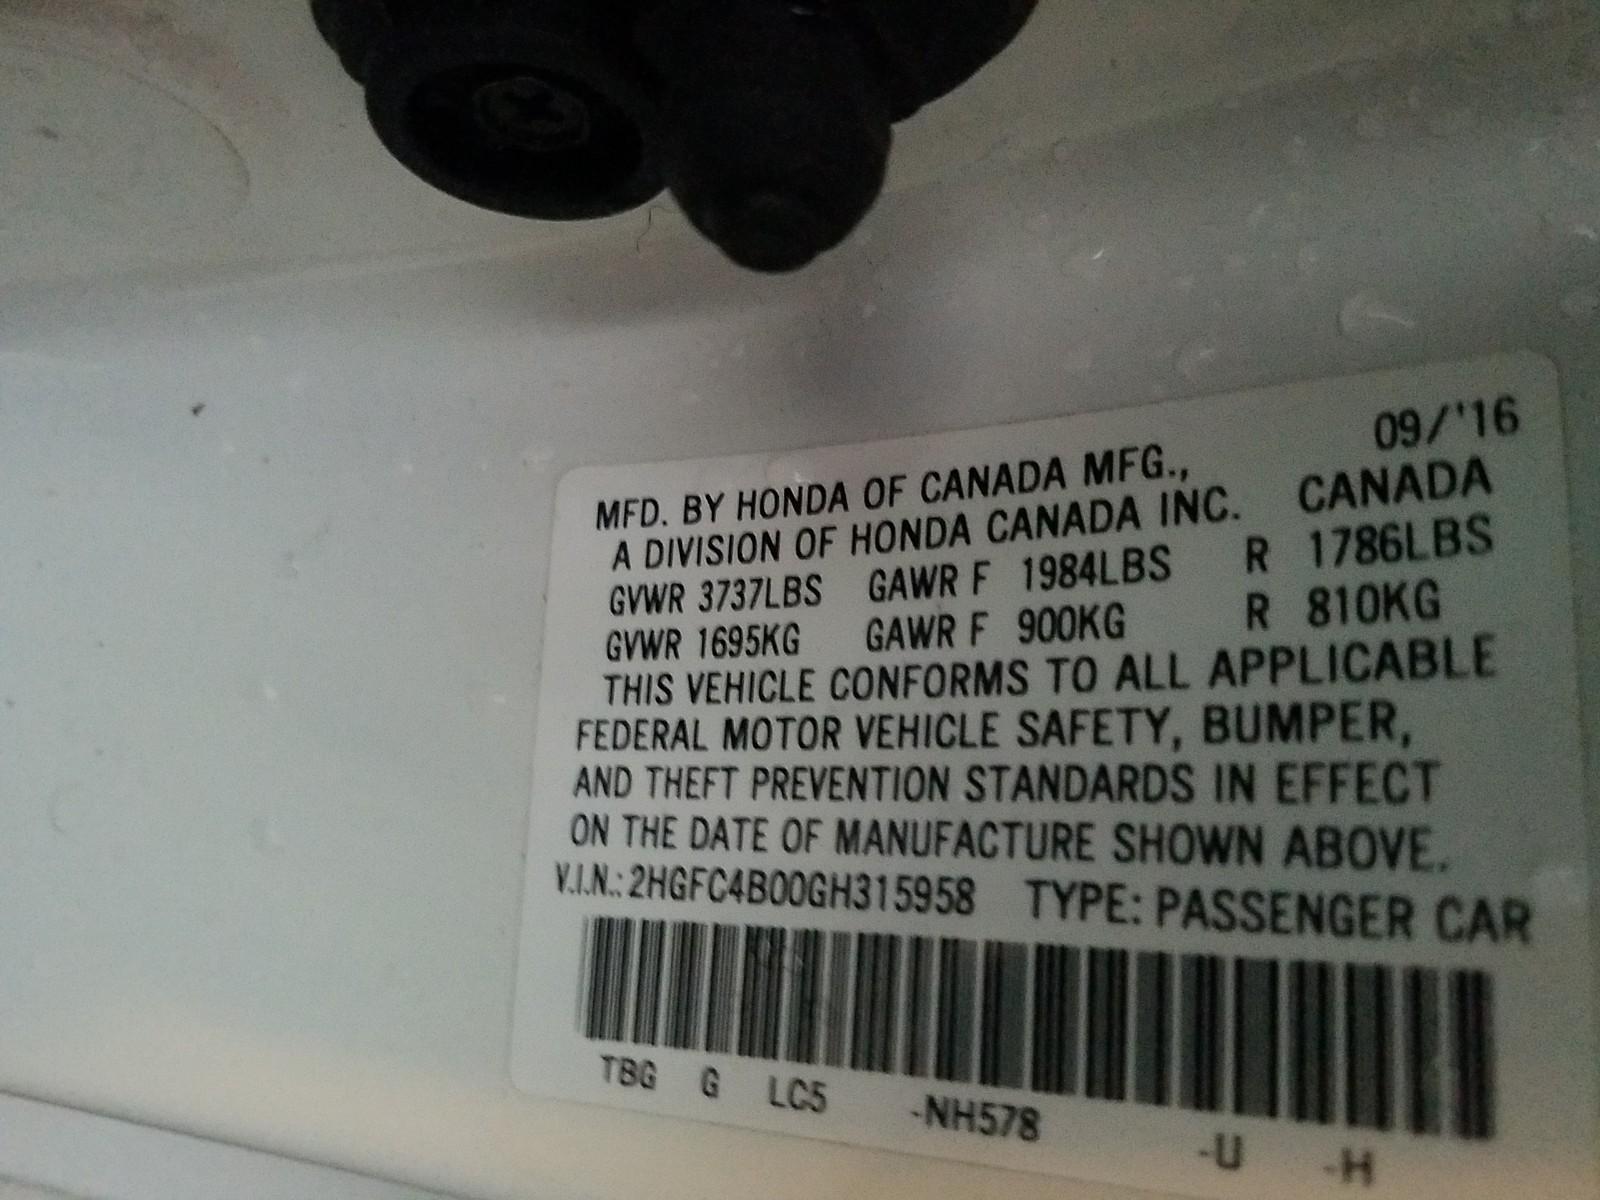 09/'16
MFD. BY HONDA OF CANADA MFG.,
A DIVISION OF HONDA CANADA INC. CANADA
GVWR 3737LBS GAWR F 1984LBS R 1786LBS
GVWR 1695KG GAWR F 900KG R 810KG
THIS VEHICLE CONFORMS TO ALL APPLICABLE
FEDERAL MOTOR VEHICLE SAFETY, BUMPER,
AND THEFT PREVENTION STANDARDS IN EFFECT
ON THE DATE OF MANUFACTURE SHOWN ABOVE.
V.I.N.: 2HGFC4B00GH315958 TYPE: PASSENGER CAR
TBG G LC5 -NH578 -U -H